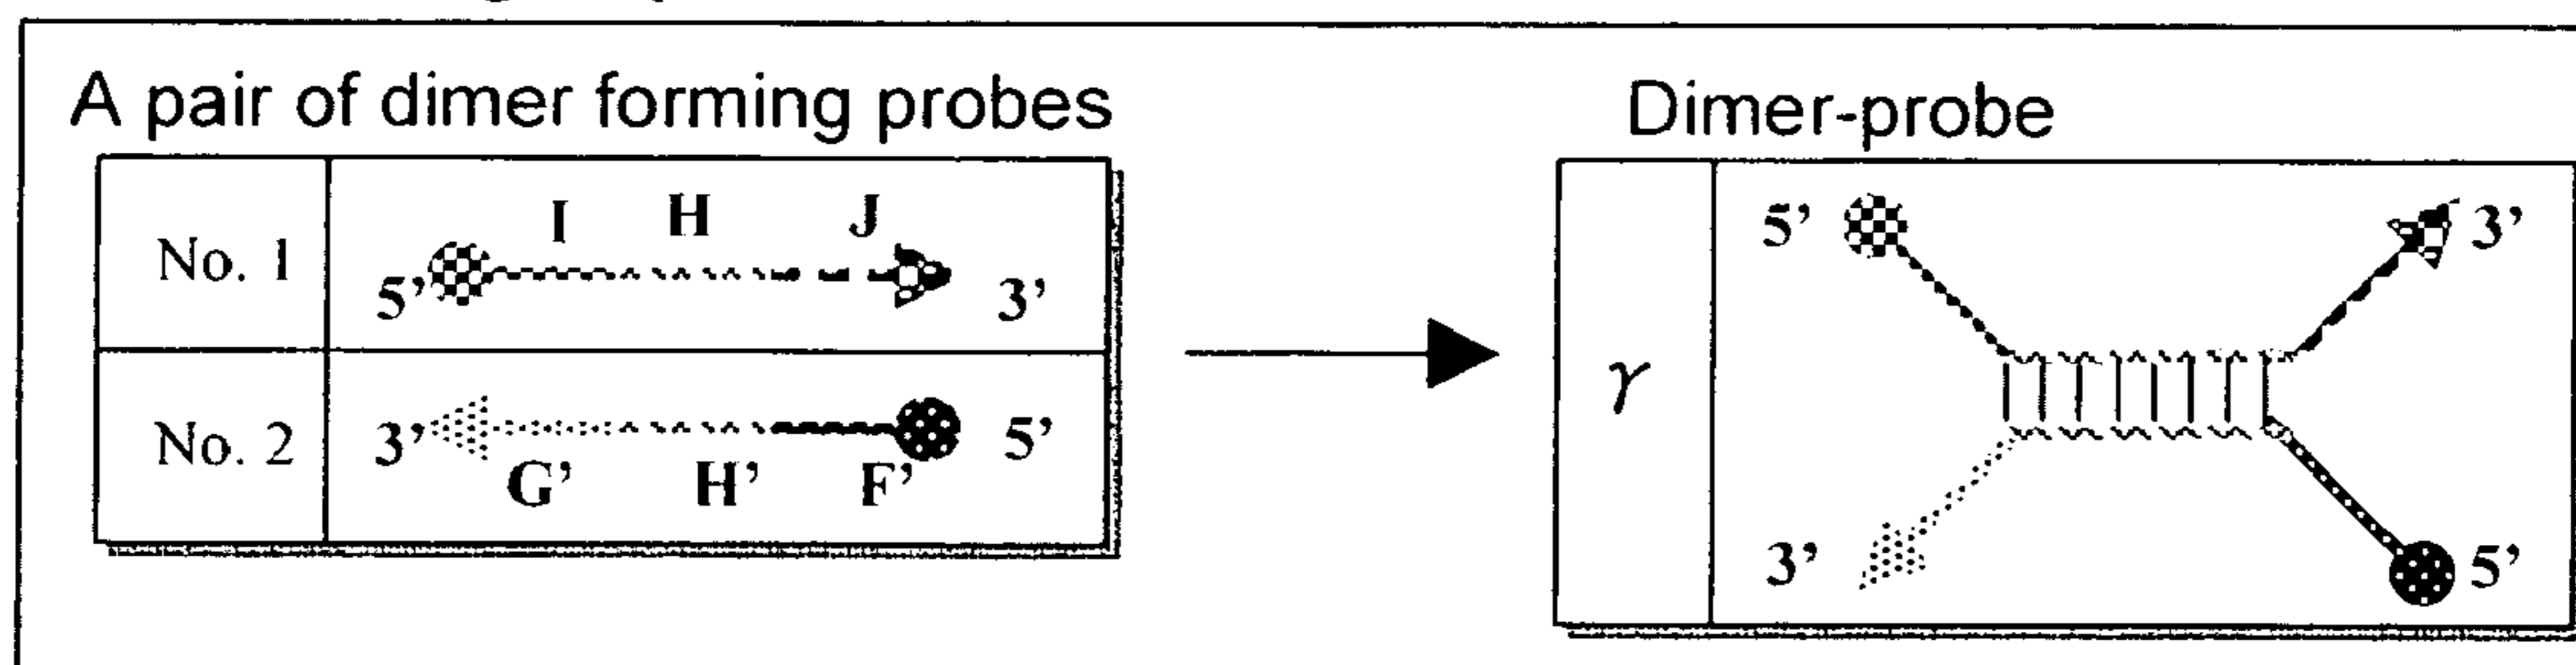 A pair of dimer forming probes
No. 1
5’ I H J 3’
No. 2
3’ G’ H’ F’ 5’
Dimer-probe
γ
5’ 3’
3’ 5’